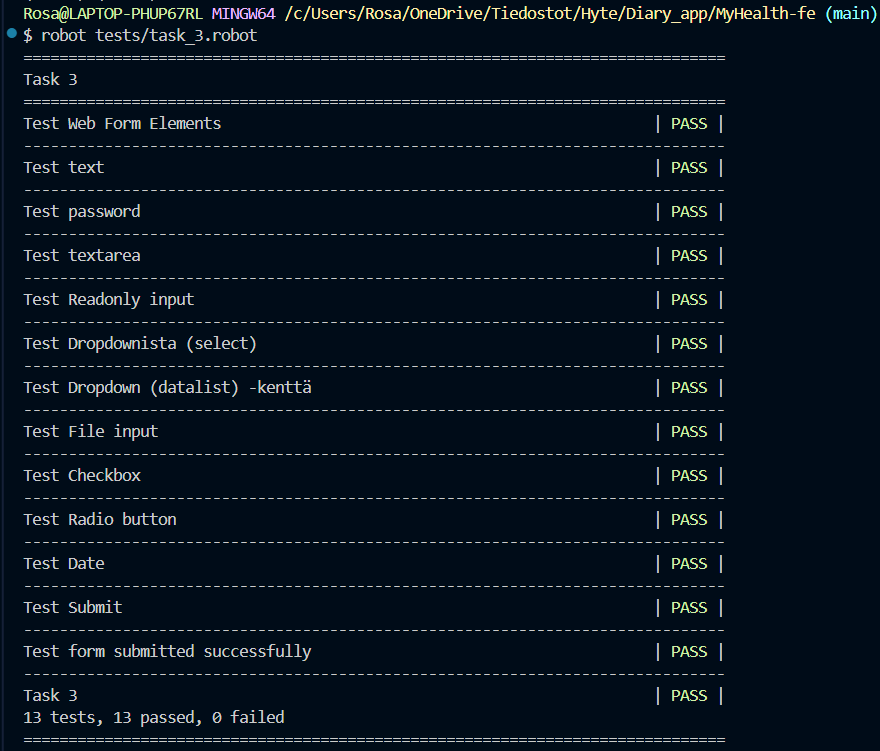 Rosa@LAPTOP-PHUP67RL MINGW64 /c/Users/Rosa/OneDrive/Tiedostot/Hyte/Diary_app/MyHealth-fe (main)
$ robot tests/task_3.robot
==============================================================================
Task 3
==============================================================================
Test Web Form Elements                                                | PASS |
------------------------------------------------------------------------------
Test text                                                             | PASS |
------------------------------------------------------------------------------
Test password                                                         | PASS |
------------------------------------------------------------------------------
Test textarea                                                         | PASS |
------------------------------------------------------------------------------
Test Readonly input                                                   | PASS |
------------------------------------------------------------------------------
Test Dropdownista (select)                                            | PASS |
------------------------------------------------------------------------------
Test Dropdown (datalist) -kenttä                                      | PASS |
------------------------------------------------------------------------------
Test File input                                                       | PASS |
------------------------------------------------------------------------------
Test Checkbox                                                         | PASS |
------------------------------------------------------------------------------
Test Radio button                                                     | PASS |
------------------------------------------------------------------------------
Test Date                                                             | PASS |
------------------------------------------------------------------------------
Test Submit                                                           | PASS |
------------------------------------------------------------------------------
Test form submitted successfully                                      | PASS |
------------------------------------------------------------------------------
Task 3                                                                | PASS |
13 tests, 13 passed, 0 failed
==============================================================================